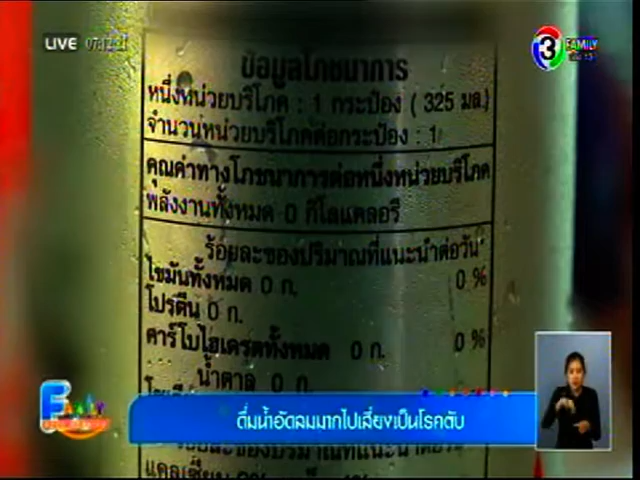 LIVE
3 FAMILY
ข้อมูลโภชนาการ
หนึ่งหน่วยบริโภค : 1 กระป๋อง ( 325 มล.)
จำนวนหน่วยบริโภคต่อกระป๋อง : 1
คุณค่าทางโภชนาการต่อหนึ่งหน่วยบริโภค
พลังงานทั้งหมด 0 กิโลแคลอรี
ร้อยละของปริมาณที่แนะนำต่อวัน*
ไขมันทั้งหมด 0 ก. 0 %
โปรตีน 0 ก.
คาร์โบไฮเดรตทั้งหมด 0 ก. 0 %
น้ำตาล 0 ก.
ดื่มน้ำอัดลมมากไปเสี่ยงเป็นโรคตับ
แคลเซียม